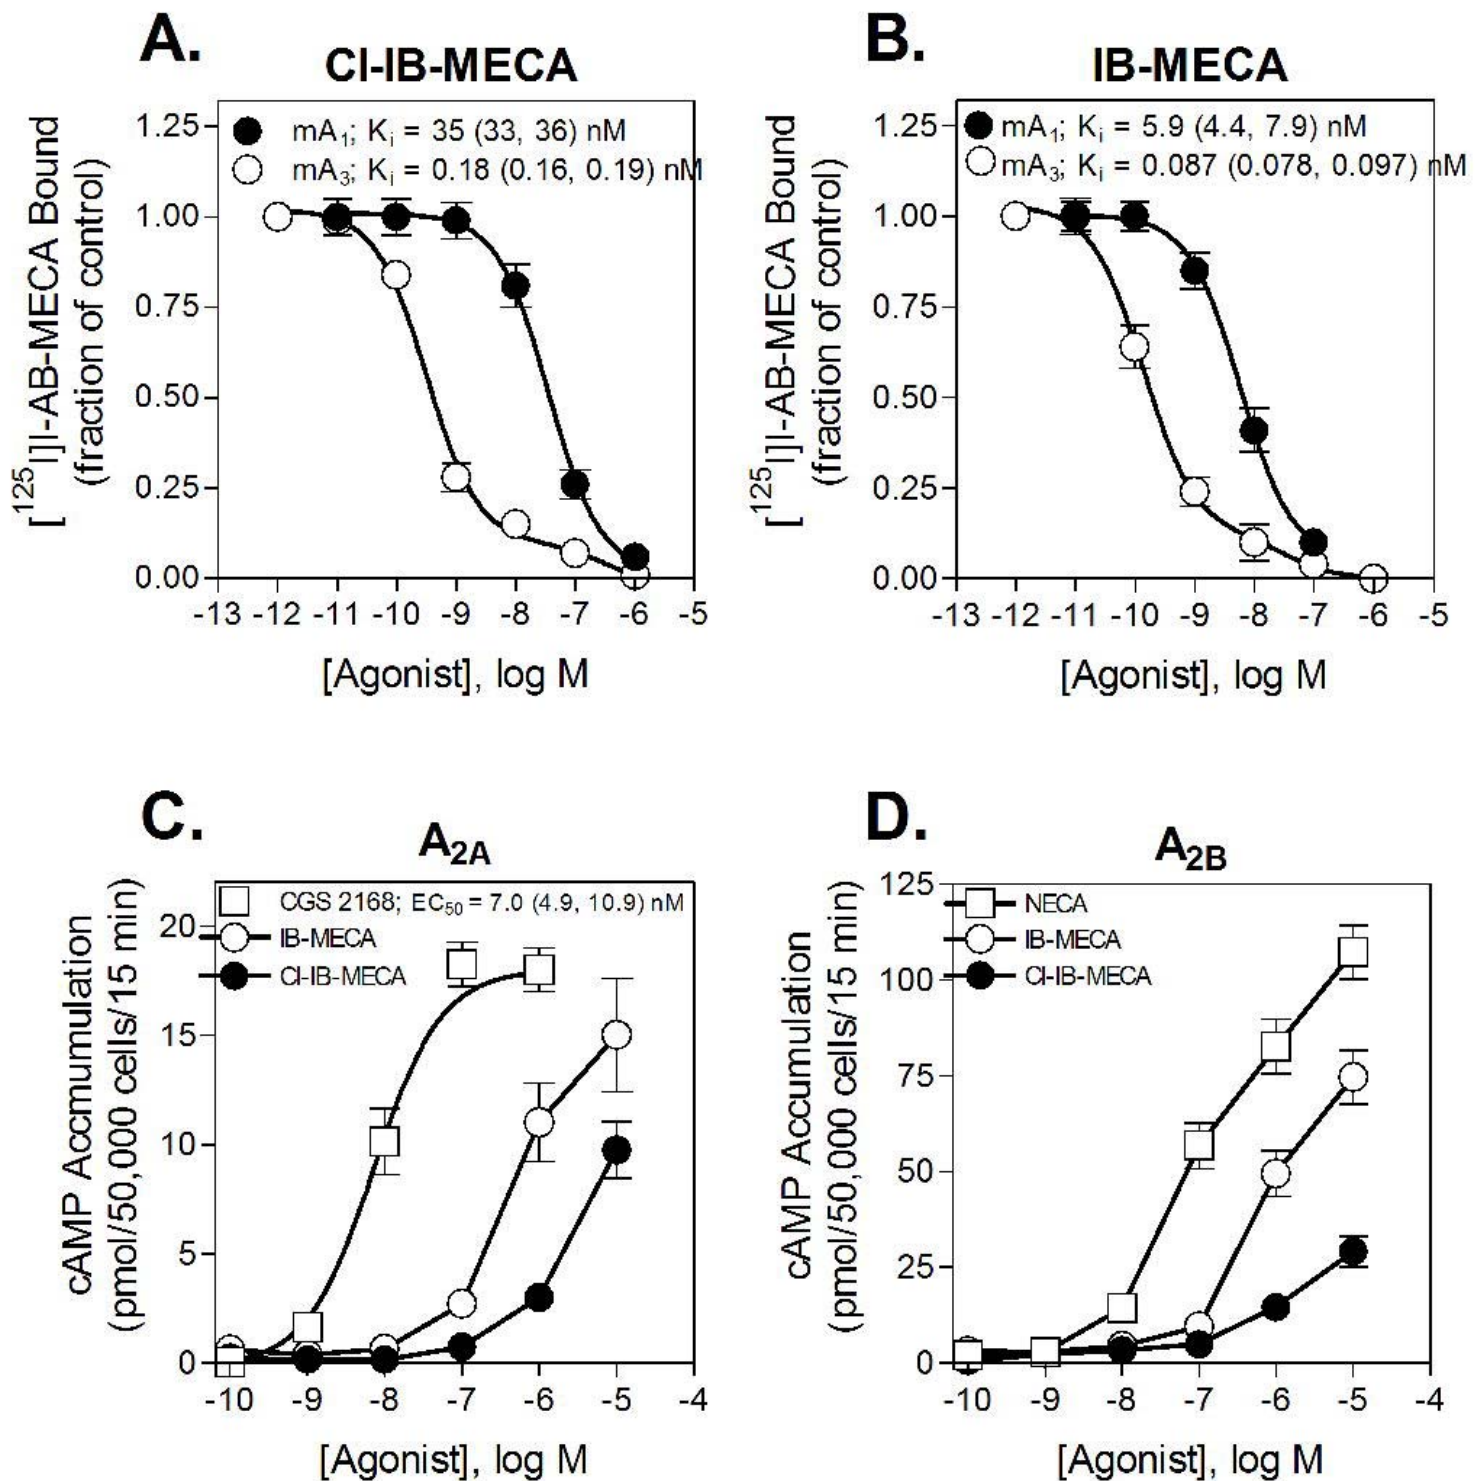 A.
CI-IB-MECA
mA1; Ki = 35 (33, 36) nM
mA3; Ki = 0.18 (0.16, 0.19) nM
[125I]I-AB-MECA Bound
(fraction of control)
1.25
1.00
0.75
0.50
0.25
0.00
-13 -12 -11 -10 -9 -8 -7 -6 -5
[Agonist], log M
B.
IB-MECA
mA1; Ki = 5.9 (4.4, 7.9) nM
mA3; Ki = 0.087 (0.078, 0.097) nM
[125I]I-AB-MECA Bound
(fraction of control)
1.25
1.00
0.75
0.50
0.25
0.00
-13 -12 -11 -10 -9 -8 -7 -6 -5
[Agonist], log M
C.
A2A
CGS 2168; EC50 = 7.0 (4.9, 10.9) nM
IB-MECA
CI-IB-MECA
cAMP Accmumulation
(pmol/50,000 cells/15 min)
20
15
10
5
0
-10 -9 -8 -7 -6 -5 -4
[Agonist], log M
D.
A2B
NECA
IB-MECA
CI-IB-MECA
cAMP Accumulation
(pmol/50,000 cells/15 min)
125
100
75
50
25
0
-10 -9 -8 -7 -6 -5 -4
[Agonist], log M